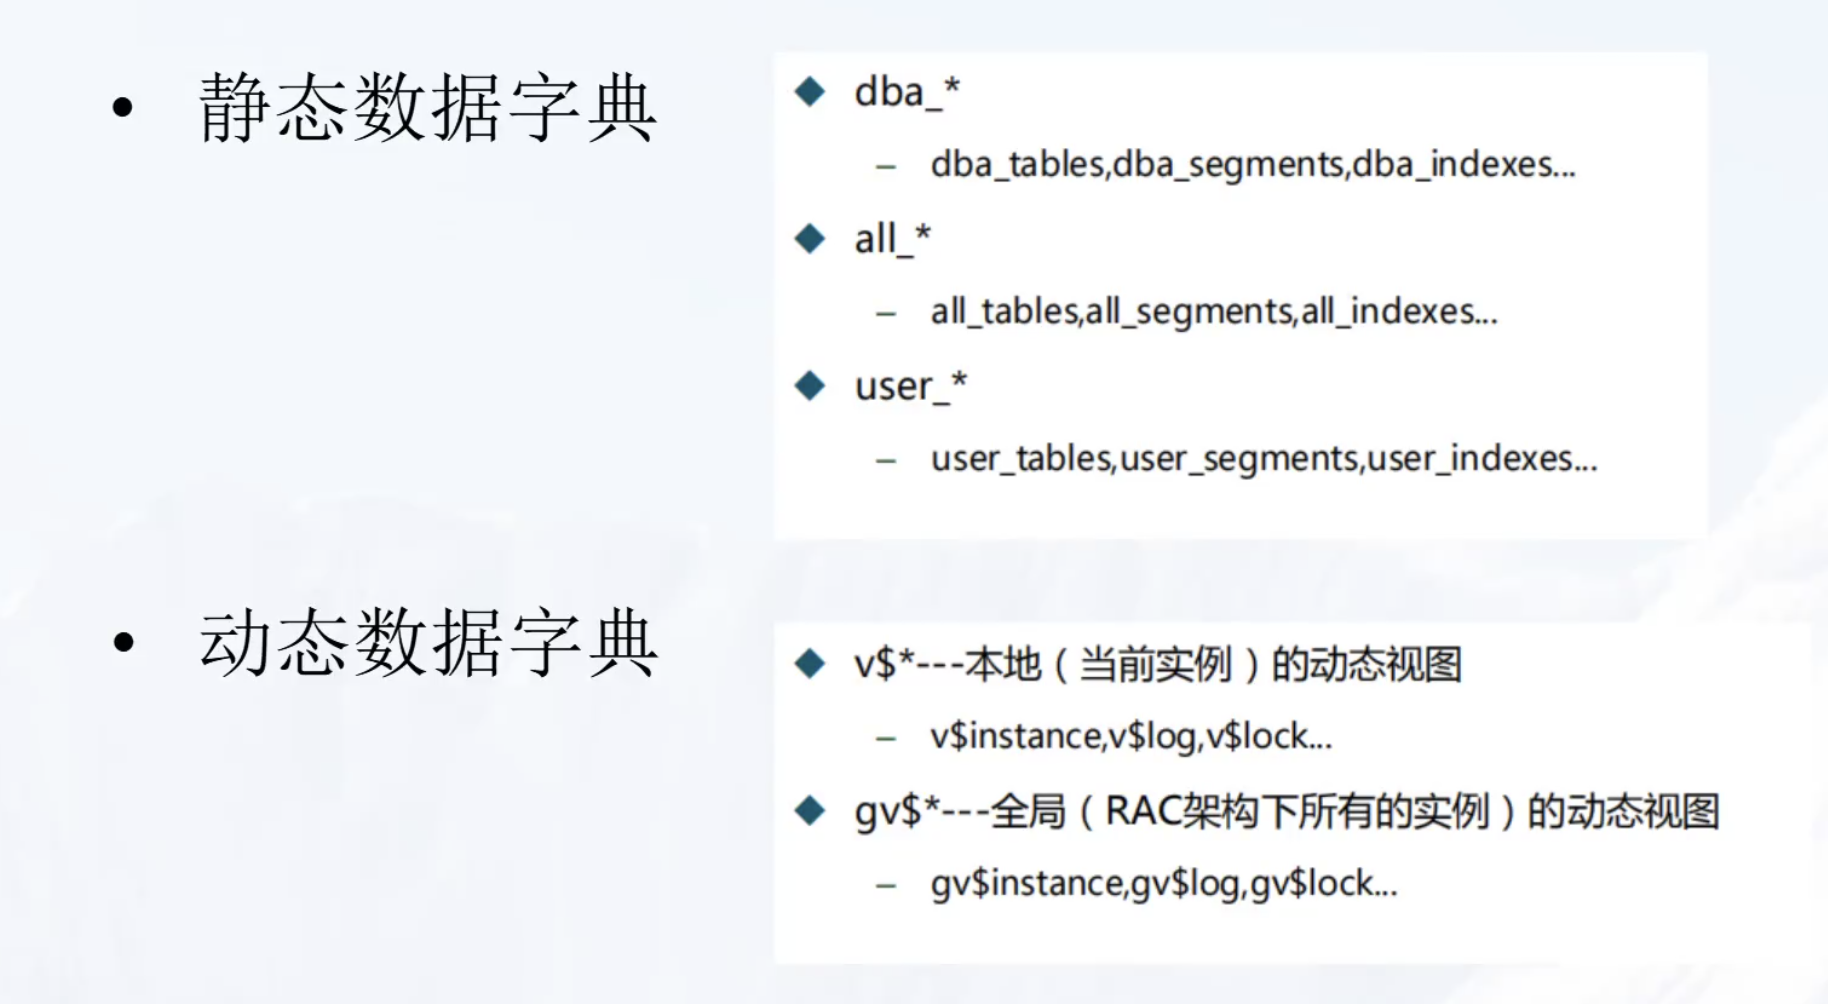 • 静态数据字典
◆ dba_*
– dba_tables,dba_segments,dba_indexes...
◆ all_*
– all_tables,all_segments,all_indexes...
◆ user_*
– user_tables,user_segments,user_indexes...
• 动态数据字典
◆ v$*---本地（当前实例）的动态视图
– v$instance,v$log,v$lock...
◆ gv$*---全局（RAC架构下所有的实例）的动态视图
– gv$instance,gv$log,gv$lock...